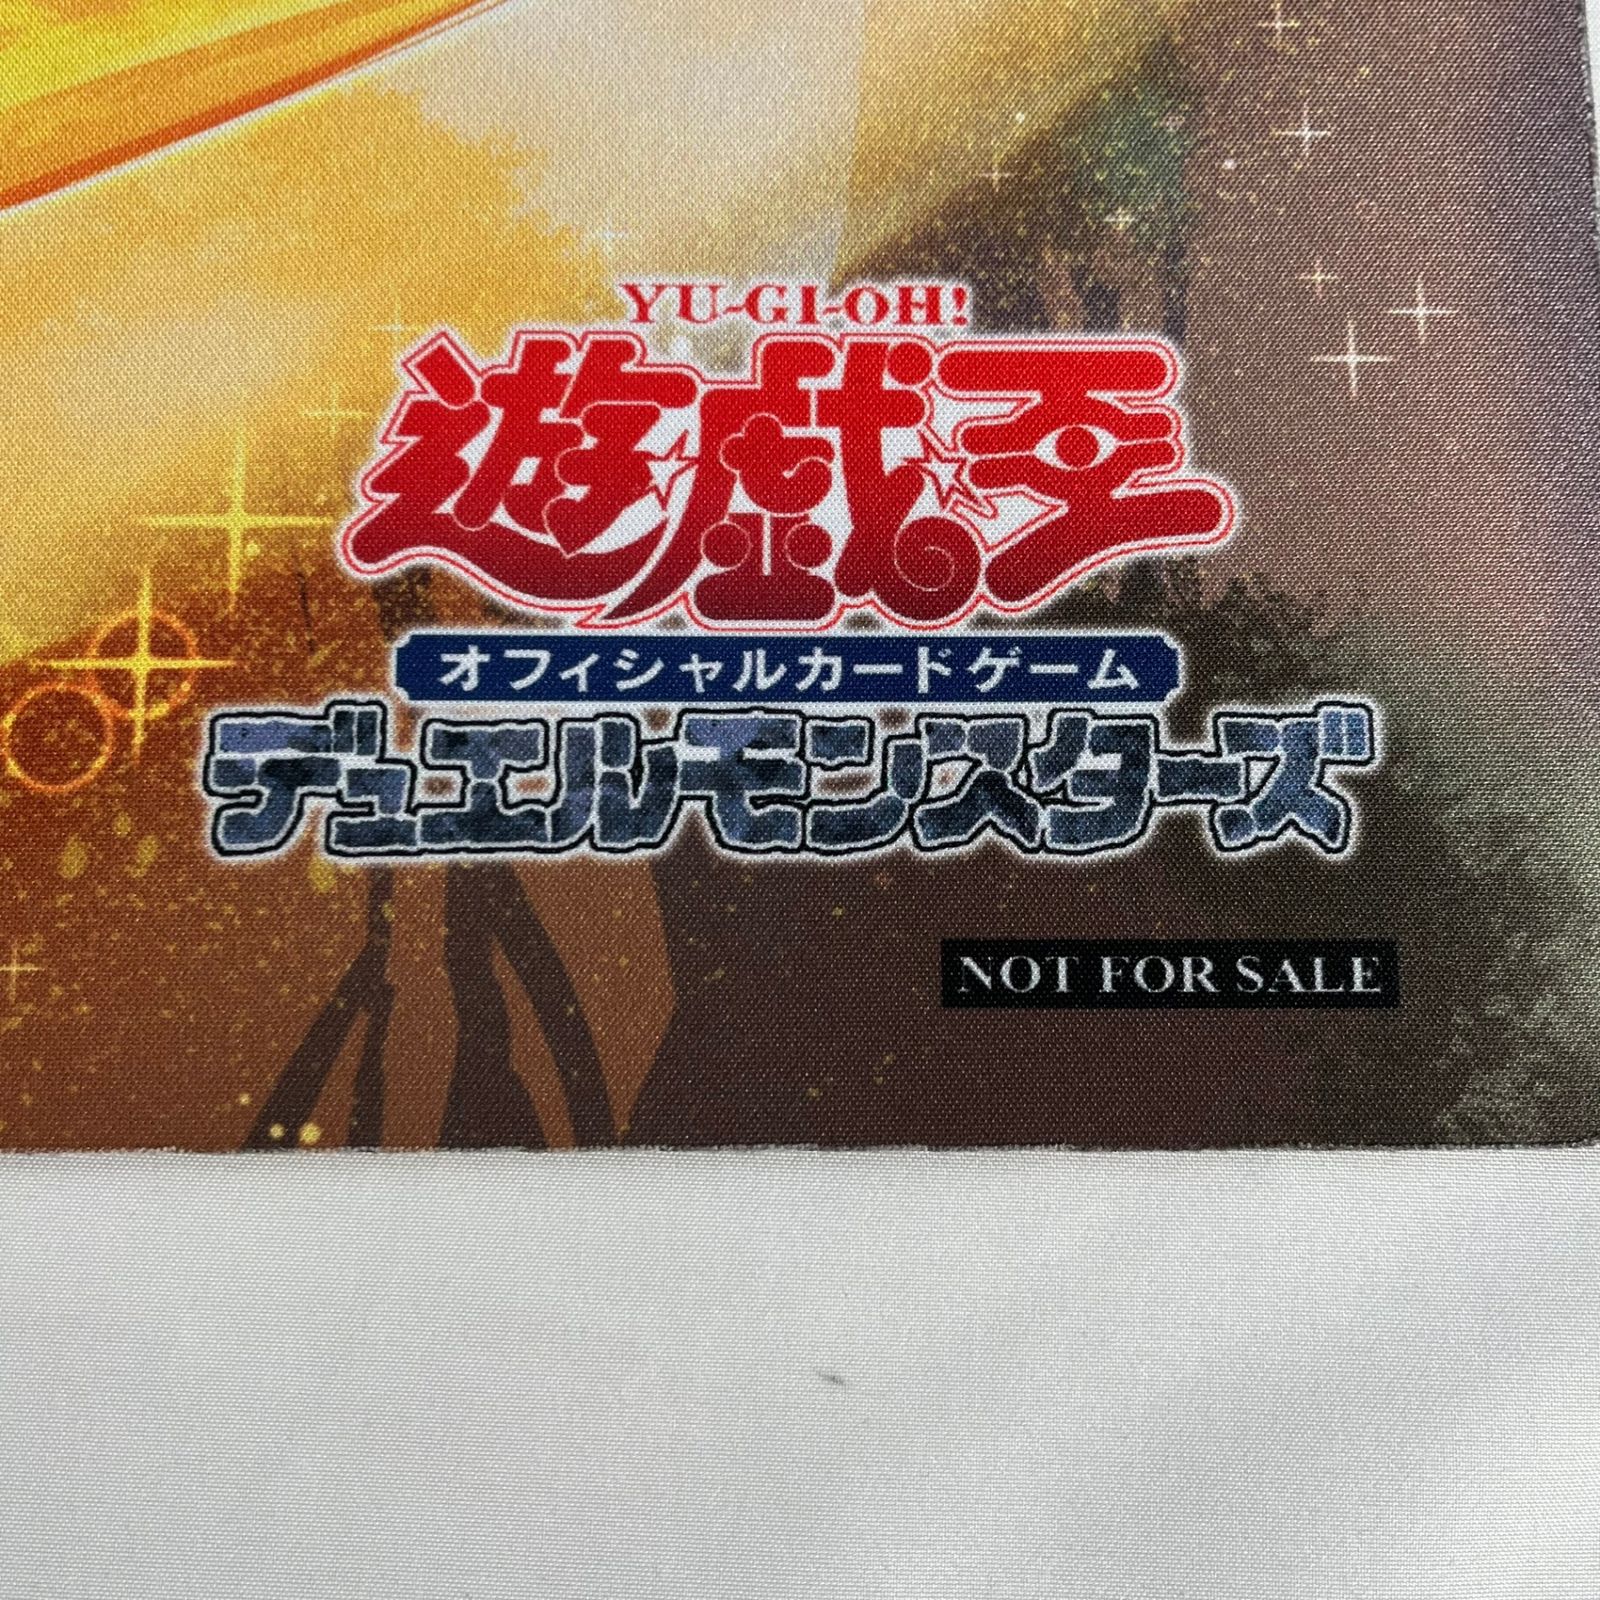 YU-GI-OH!
遊戯王
オフィシャルカードゲーム
デュエルモンスターズ
NOT FOR SALE